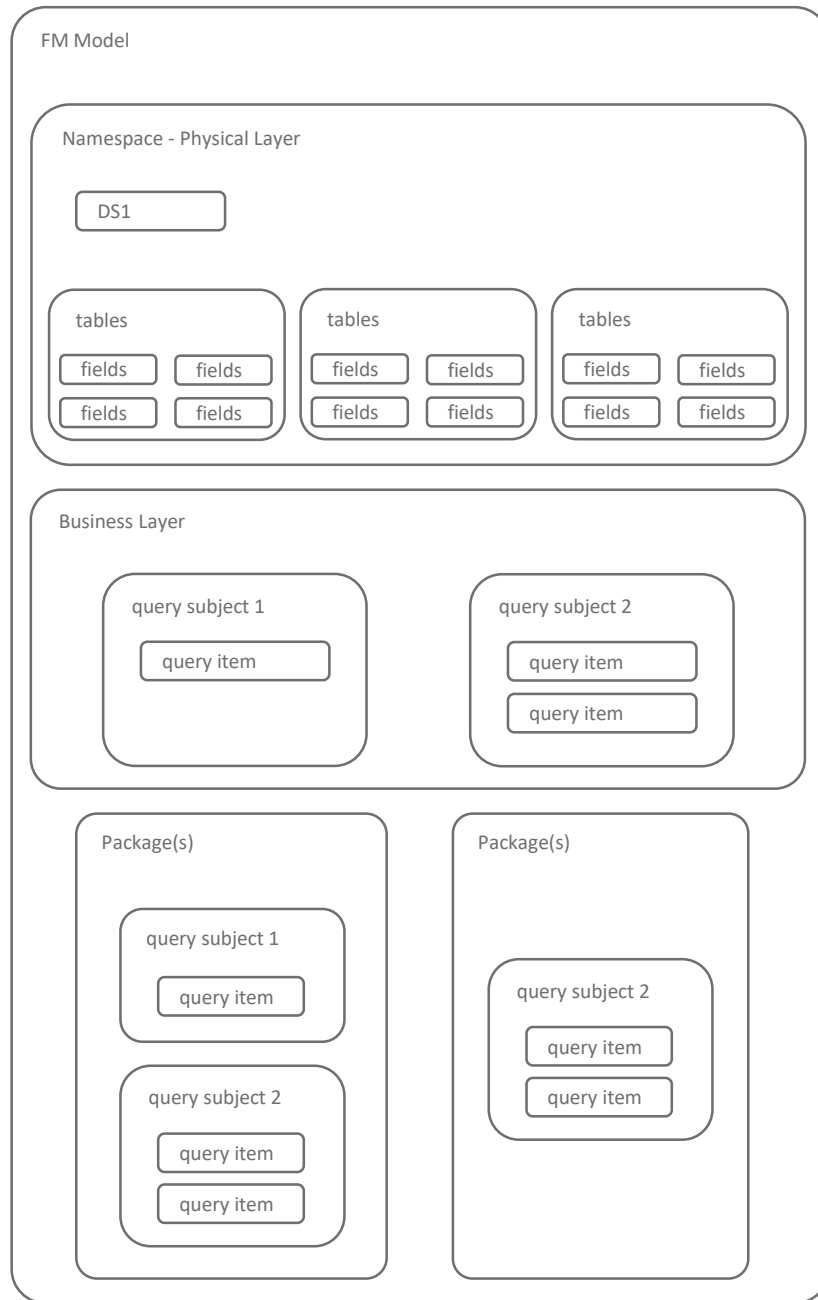 FM Model
Namespace - Physical Layer
DS1
tables
tables
tables
fields
fields
fields
fields
fields
fields
fields
fields
fields
fields
fields
fields
Business Layer
query subject 1
query item
query subject 2
query item
query item
Package(s)
query subject 1
query item
query subject 2
query item
query item
Package(s)
query subject 2
query item
query item